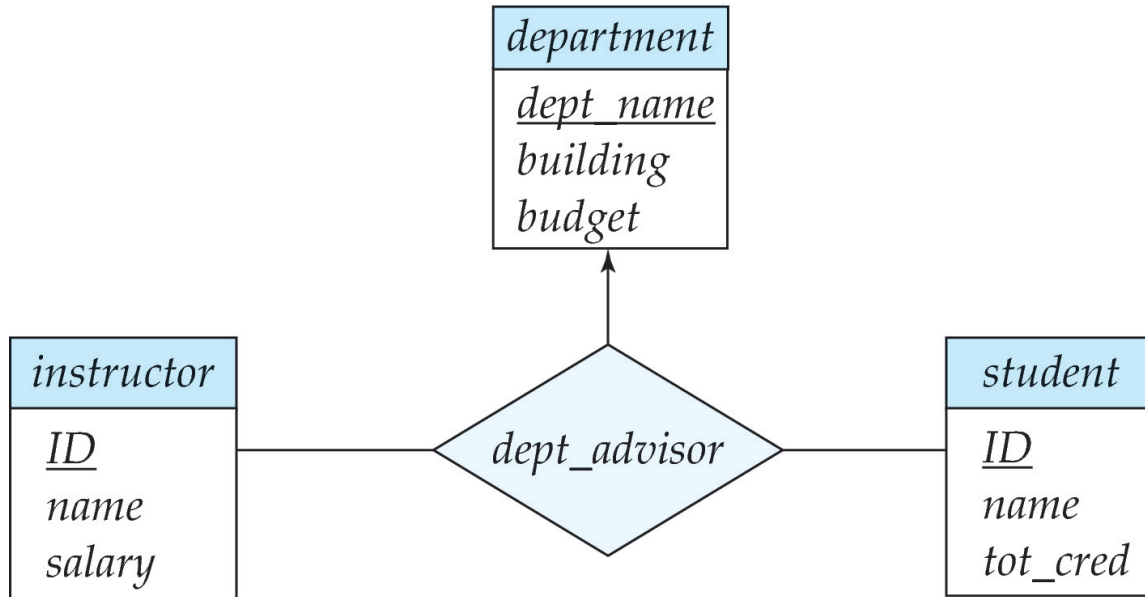 department
dept_name
building
budget
instructor
ID
name
salary
dept_advisor
student
ID
name
tot_cred